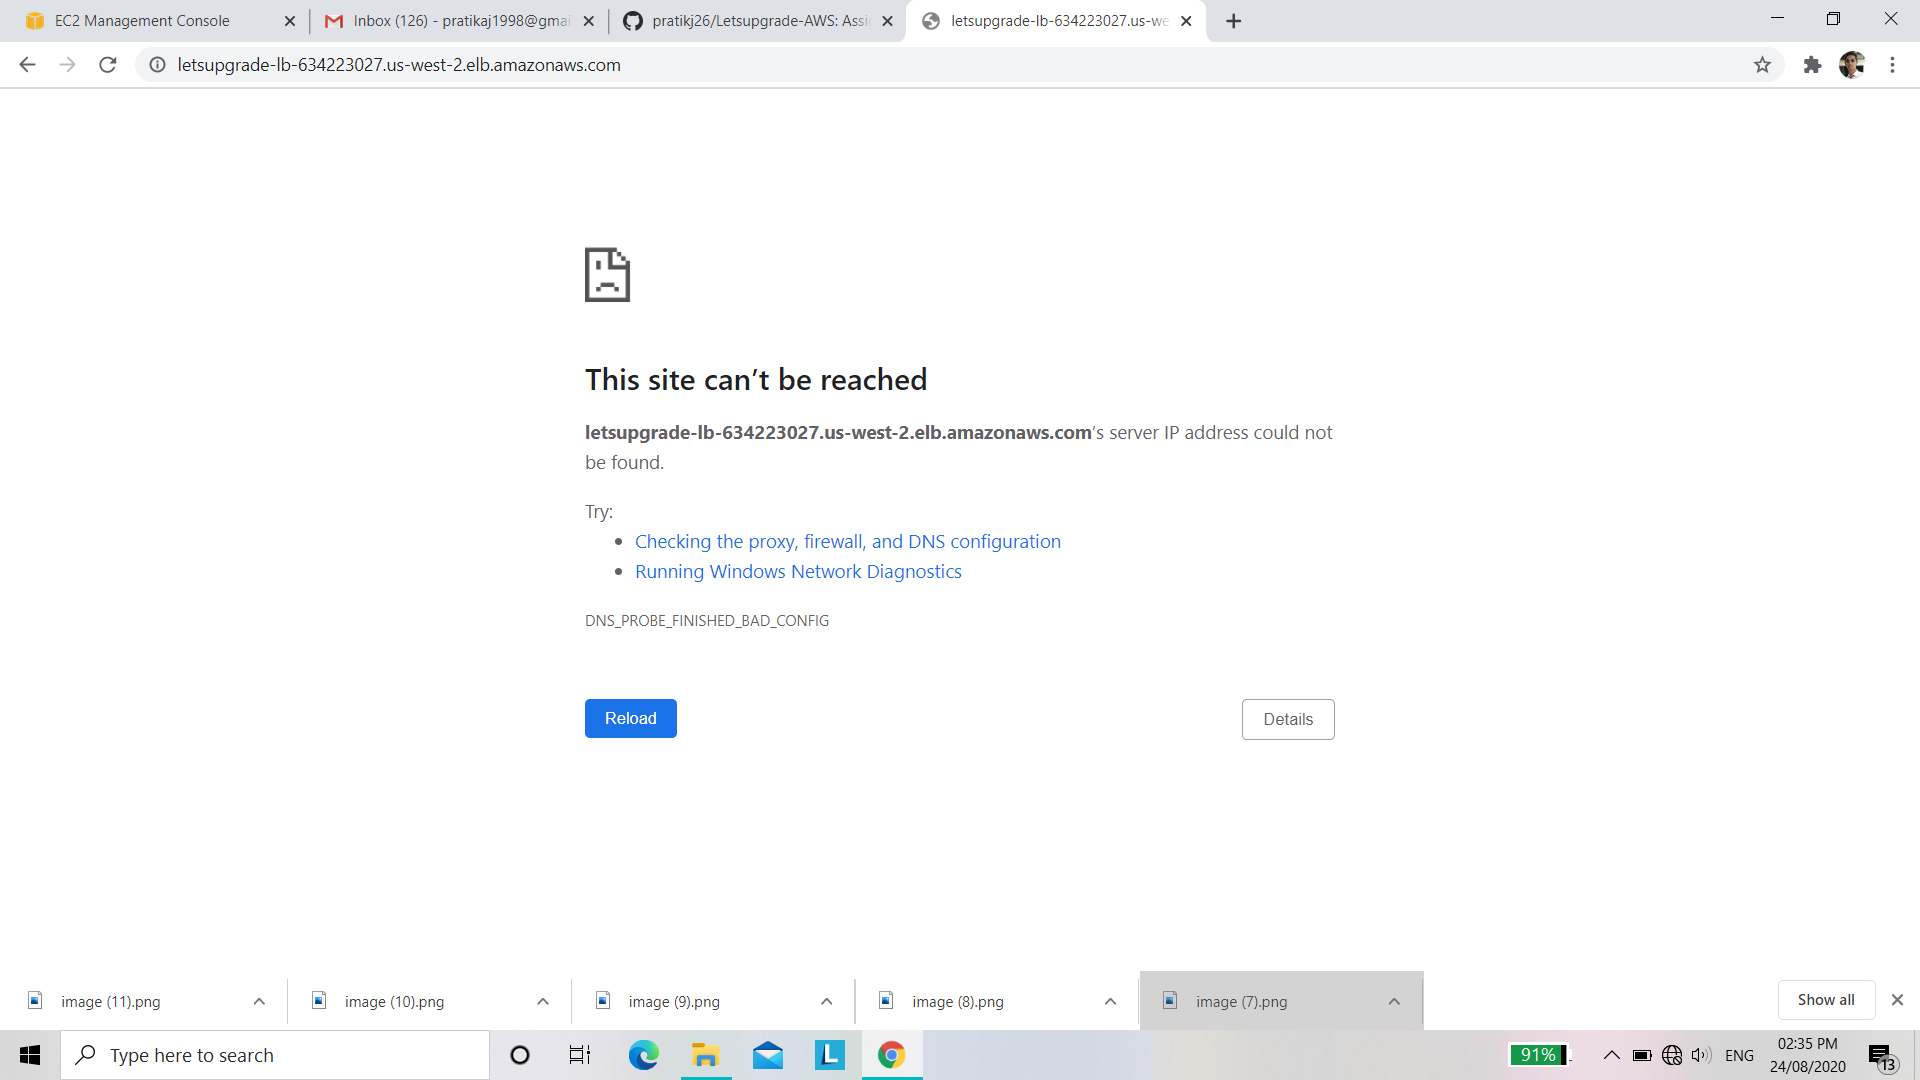 EC2 Management Console
Inbox (126) - pratikaj1998@gmai
pratikj26/Letsupgrade-AWS: Assi
letsupgrade-lb-634223027.us-we
letsupgrade-lb-634223027.us-west-2.elb.amazonaws.com
This site can’t be reached
letsupgrade-lb-634223027.us-west-2.elb.amazonaws.com’s server IP address could not
be found.
Try:
Checking the proxy, firewall, and DNS configuration
Running Windows Network Diagnostics
DNS_PROBE_FINISHED_BAD_CONFIG
Reload
Details
image (11).png
image (10).png
image (9).png
image (8).png
image (7).png
Show all
Type here to search
L
91%
ENG
02:35 PM
24/08/2020
13